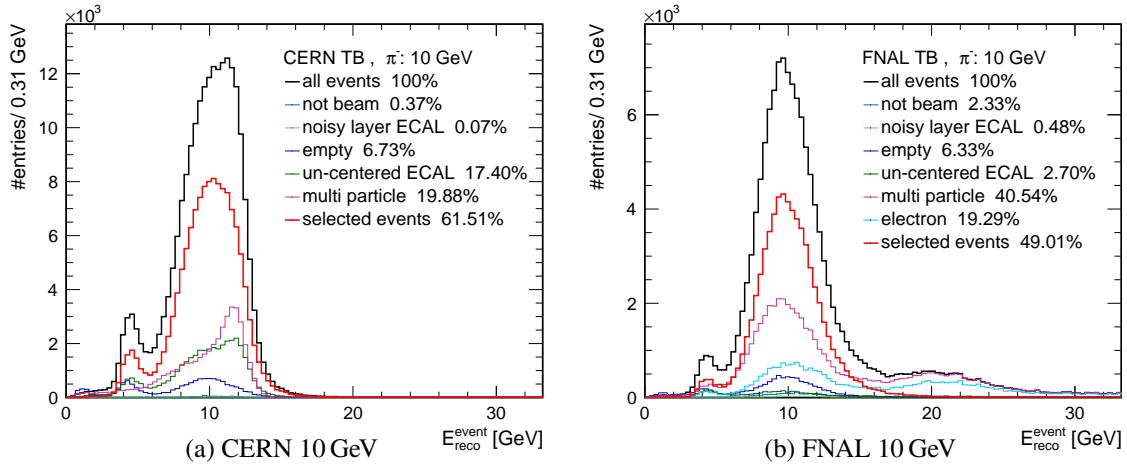 ×10³
#entries/ 0.31 GeV
12
10
8
6
4
2
0
CERN TB , π⁻: 10 GeV
all events 100%
not beam 0.37%
noisy layer ECAL 0.07%
empty 6.73%
un-centered ECAL 17.40%
multi particle 19.88%
selected events 61.51%
0 10 20 30
E_reco^event [GeV]
(a) CERN 10 GeV
×10³
#entries/ 0.31 GeV
6
4
2
0
FNAL TB , π⁻: 10 GeV
all events 100%
not beam 2.33%
noisy layer ECAL 0.48%
empty 6.33%
un-centered ECAL 2.70%
multi particle 40.54%
electron 19.29%
selected events 49.01%
0 10 20 30
E_reco^event [GeV]
(b) FNAL 10 GeV